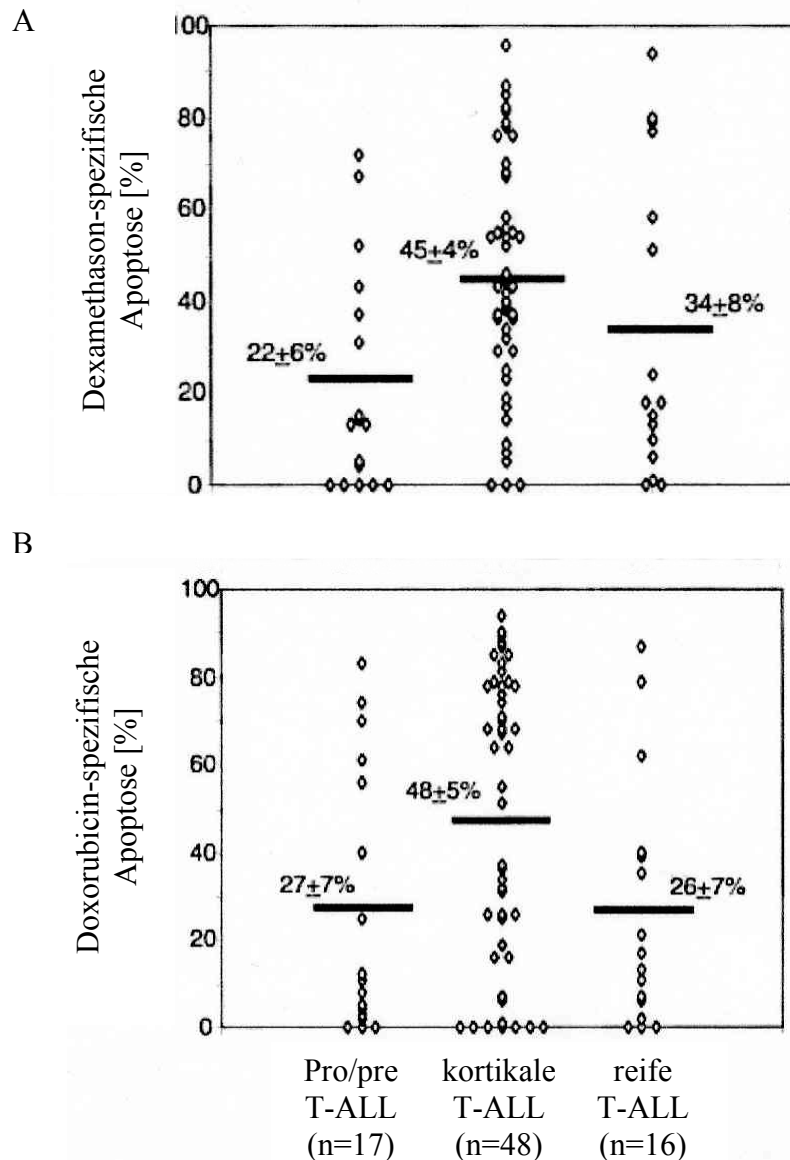 A
Dexamethason-spezifische
Apoptose [%]
100
80
60
40
20
0
22±6%
45±4%
34±8%
B
Doxorubicin-spezifische
Apoptose [%]
100
80
60
40
20
0
27±7%
48±5%
26±7%
Pro/pre
T-ALL
(n=17)
kortikale
T-ALL
(n=48)
reife
T-ALL
(n=16)